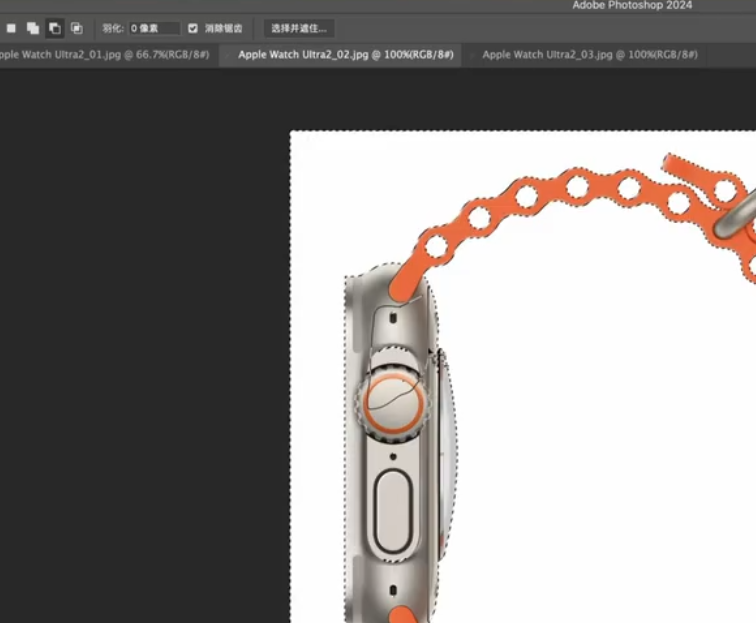 Adobe Photoshop 2024
羽化: 0 像素 消除锯齿 选择并遮住...
pple Watch Ultra2_01.jpg @ 66.7%(RGB/8#) Apple Watch Ultra2_02.jpg @ 100%(RGB/8#) Apple Watch Ultra2_03.jpg @ 100%(RGB/8#)